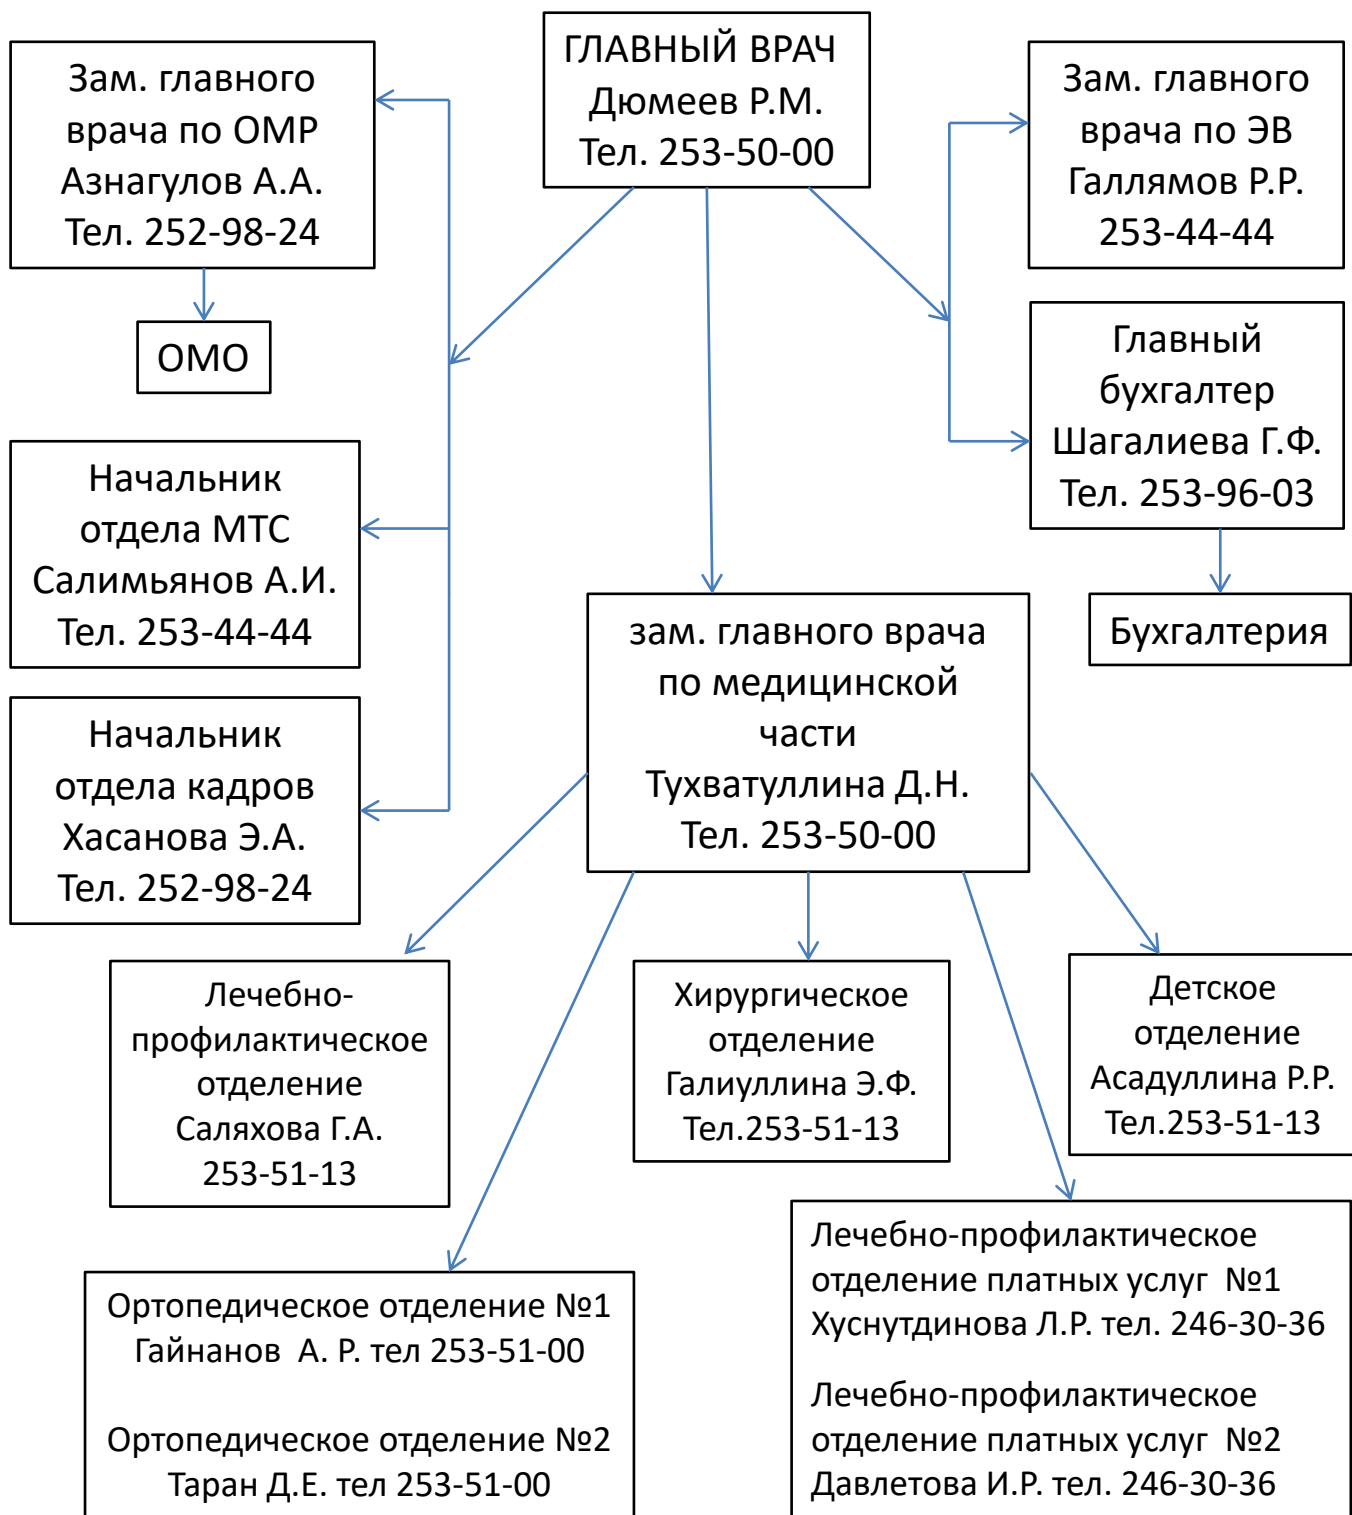 ГЛАВНЫЙ ВРАЧ
Дюмеев Р.М.
Тел. 253-50-00
Зам. главного
врача по ОМР
Азнагулов А.А.
Тел. 252-98-24
ОМО
Начальник
отдела МТС
Салимьянов А.И.
Тел. 253-44-44
Начальник
отдела кадров
Хасанова Э.А.
Тел. 252-98-24
Зам. главного
врача по ЭВ
Галлямов Р.Р.
253-44-44
Главный
бухгалтер
Шагалиева Г.Ф.
Тел. 253-96-03
Бухгалтерия
зам. главного врача
по медицинской
части
Тухватуллина Д.Н.
Тел. 253-50-00
Лечебно-
профилактическое
отделение
Саляхова Г.А.
253-51-13
Хирургическое
отделение
Галиуллина Э.Ф.
Тел.253-51-13
Детское
отделение
Асадуллина Р.Р.
Тел.253-51-13
Ортопедическое отделение №1
Гайнанов А. Р. тел 253-51-00
Ортопедическое отделение №2
Таран Д.Е. тел 253-51-00
Лечебно-профилактическое
отделение платных услуг №1
Хуснутдинова Л.Р. тел. 246-30-36
Лечебно-профилактическое
отделение платных услуг №2
Давлетова И.Р. тел. 246-30-36